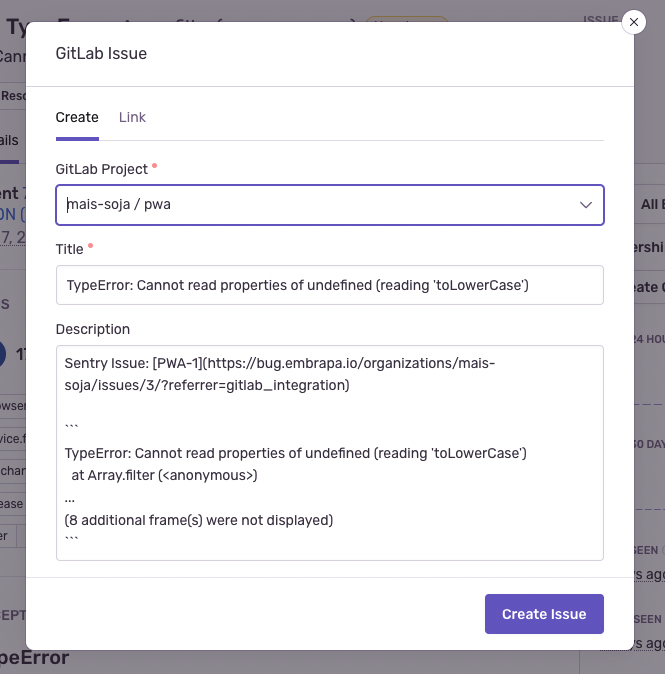 ISSUE
GitLab Issue
Create Link
GitLab Project *
mais-soja / pwa
Title *
TypeError: Cannot read properties of undefined (reading 'toLowerCase')
Description
Sentry Issue: [PWA-1](https://bug.embrapa.io/organizations/mais-
soja/issues/3/?referrer=gitlab_integration)
```
TypeError: Cannot read properties of undefined (reading 'toLowerCase')
  at Array.filter (<anonymous>)
...
(8 additional frame(s) were not displayed)
```
Create Issue
peError